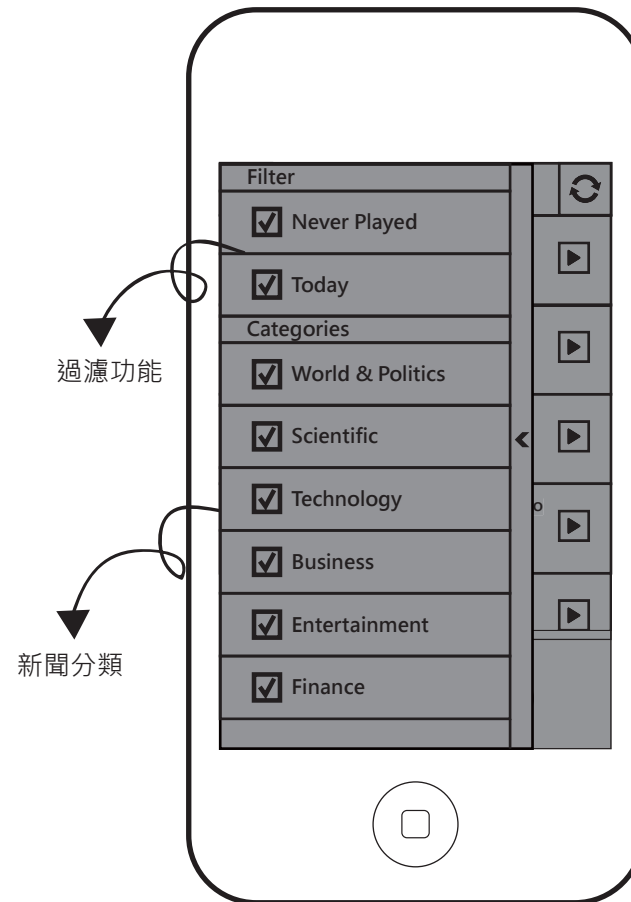 Filter
Never Played
Today
過濾功能
Categories
World & Politics
Scientific
Technology
Business
新聞分類
Entertainment
Finance
o